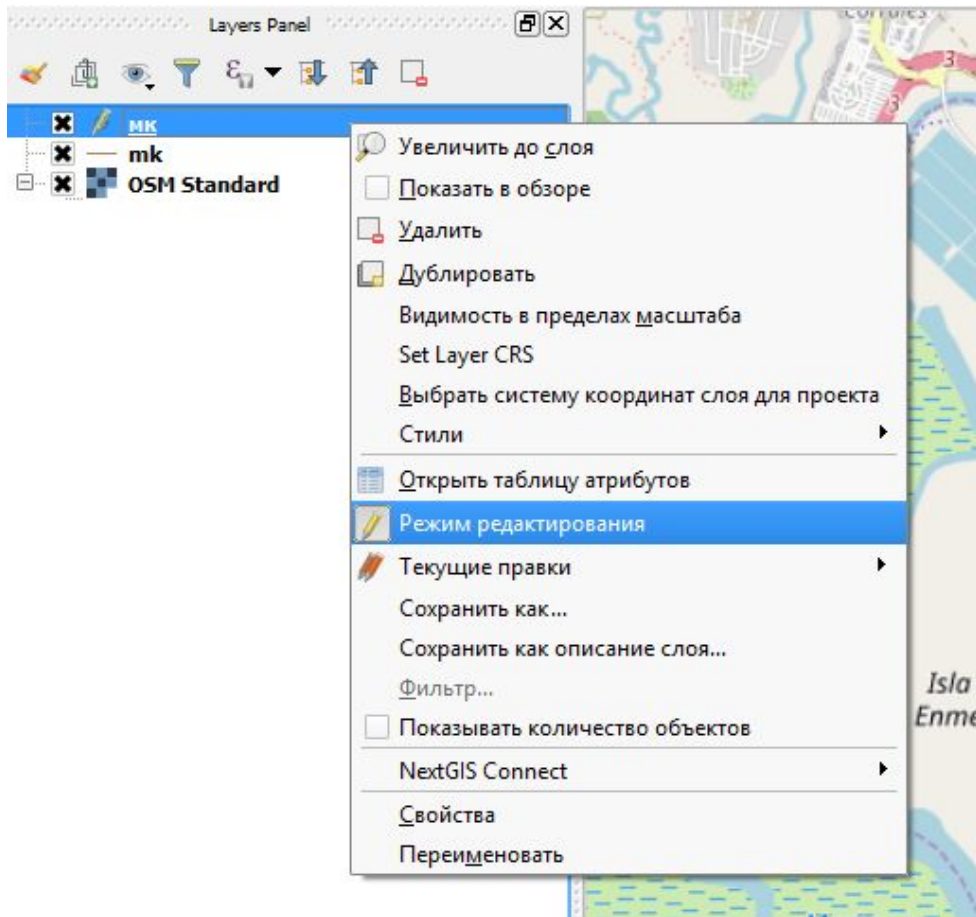 Layers Panel
мк
mk
OSM Standard
Увеличить до слоя
Показать в обзоре
Удалить
Дублировать
Видимость в пределах масштаба
Set Layer CRS
Выбрать систему координат слоя для проекта
Стили
Открыть таблицу атрибутов
Режим редактирования
Текущие правки
Сохранить как...
Сохранить как описание слоя...
Фильтр...
Показывать количество объектов
NextGIS Connect
Свойства
Переименовать
3
3
Isla